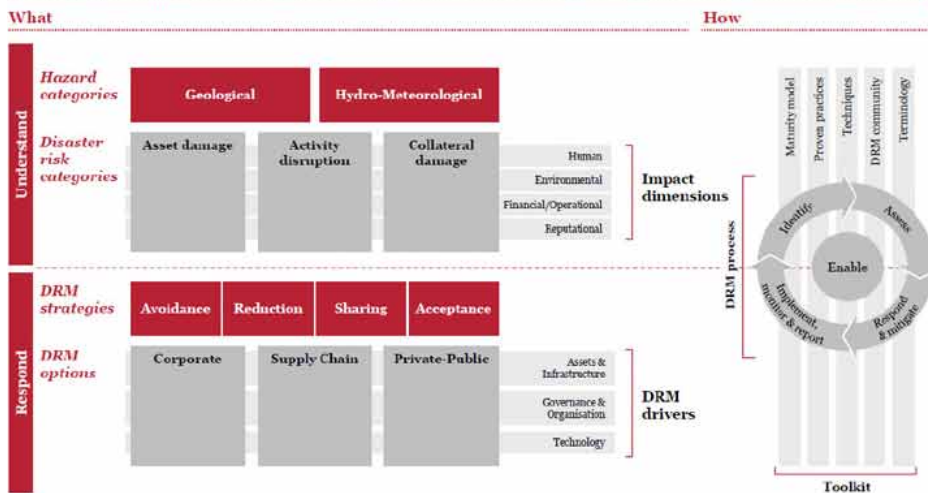 What
How
Understand
Hazard
categories
Geological
Hydro-Meteorological
Disaster
risk
categories
Asset damage
Activity
disruption
Collateral
damage
Human
Environmental
Financial/Operational
Reputational
Impact
dimensions
Respond
DRM
strategies
Avoidance
Reduction
Sharing
Acceptance
DRM
options
Corporate
Supply Chain
Private-Public
Assets &
Infrastructure
Governance &
Organisation
Technology
DRM
drivers
Maturity model
Proven practices
Techniques
DRM community
Terminology
DRM process
Identify
Assess
Enable
Implement,
monitor & report
Respond
& mitigate
Toolkit